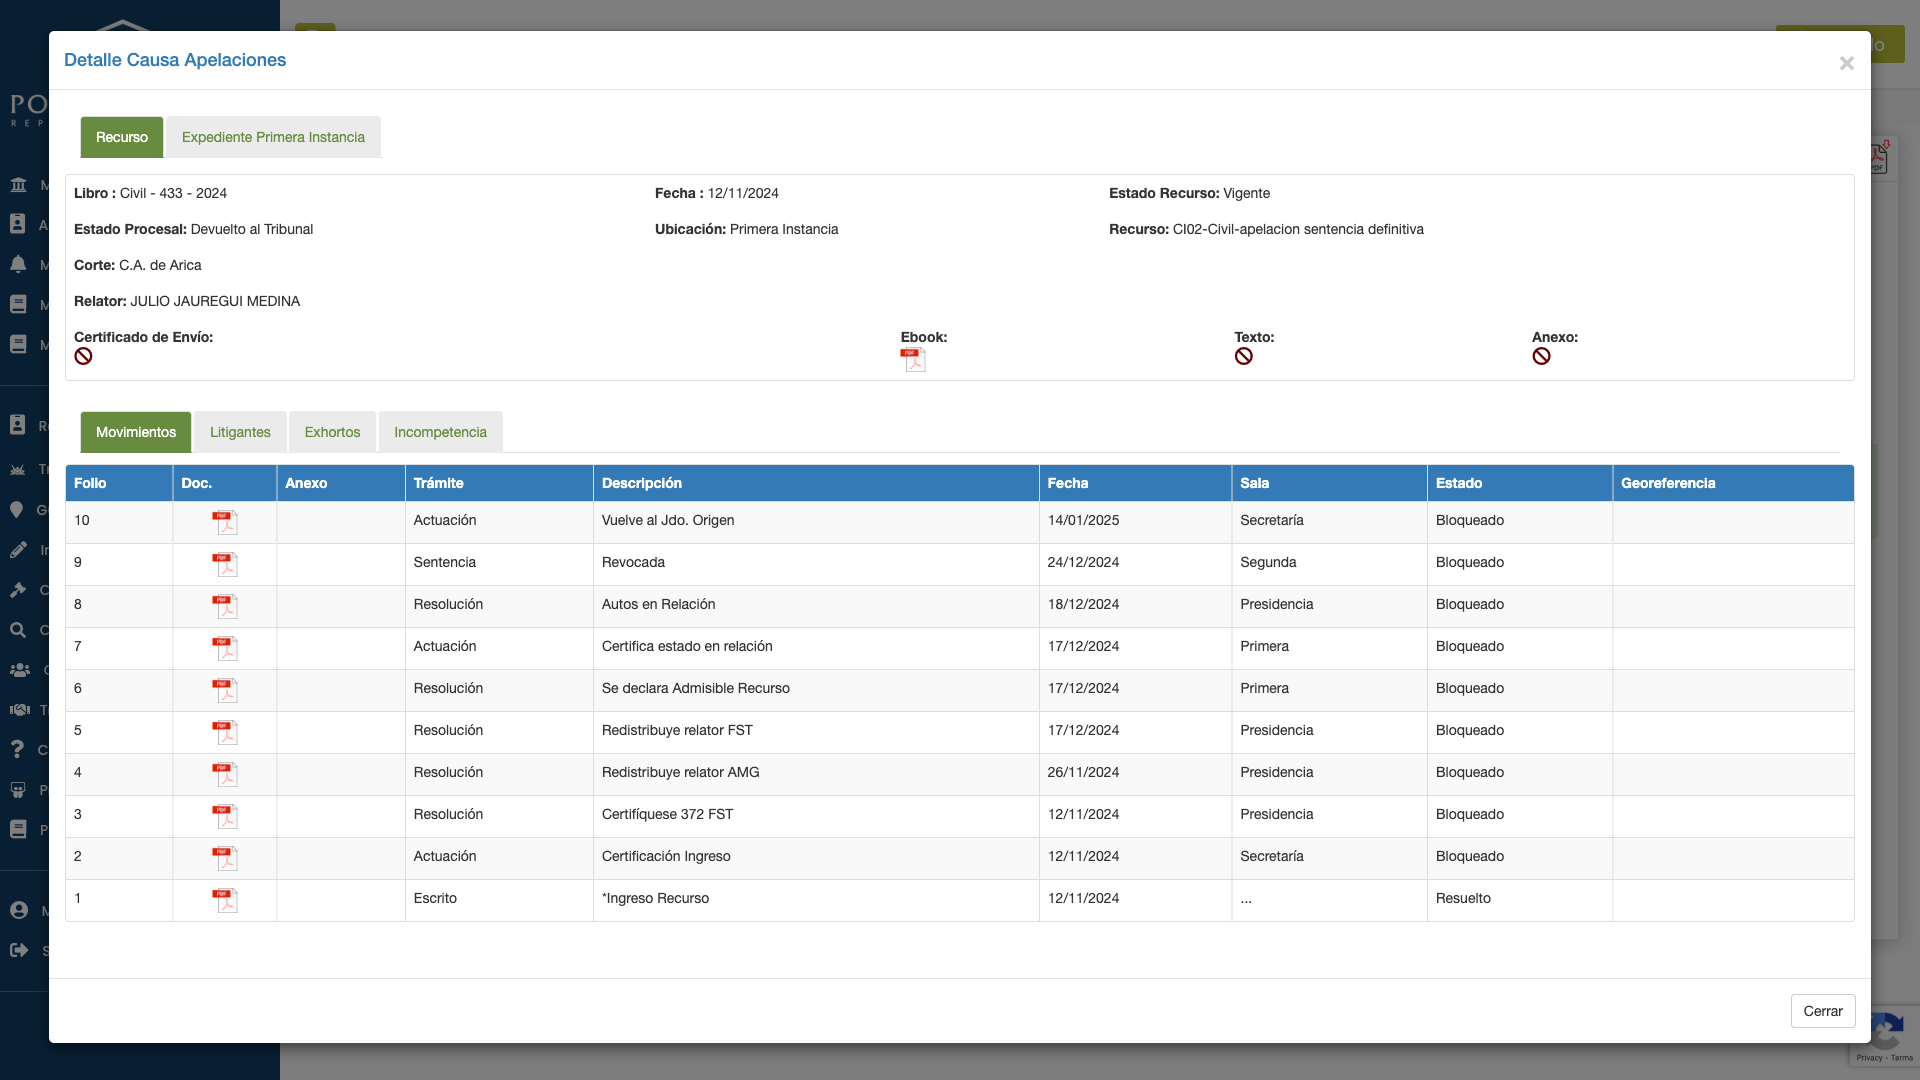 Detalle Causa Apelaciones
×
Recurso
Expediente Primera Instancia
Libro : Civil - 433 - 2024
Fecha : 12/11/2024
Estado Recurso: Vigente
Estado Procesal: Devuelto al Tribunal
Ubicación: Primera Instancia
Recurso: CI02-Civil-apelacion sentencia definitiva
Corte: C.A. de Arica
Relator: JULIO JAUREGUI MEDINA
Certificado de Envío:
Ebook:
Texto:
Anexo:
Movimientos
Litigantes
Exhortos
Incompetencia
Folio Doc. Anexo Trámite Descripción Fecha Sala Estado Georeferencia
10 Actuación Vuelve al Jdo. Origen 14/01/2025 Secretaría Bloqueado
9 Sentencia Revocada 24/12/2024 Segunda Bloqueado
8 Resolución Autos en Relación 18/12/2024 Presidencia Bloqueado
7 Actuación Certifica estado en relación 17/12/2024 Primera Bloqueado
6 Resolución Se declara Admisible Recurso 17/12/2024 Primera Bloqueado
5 Resolución Redistribuye relator FST 17/12/2024 Presidencia Bloqueado
4 Resolución Redistribuye relator AMG 26/11/2024 Presidencia Bloqueado
3 Resolución Certifíquese 372 FST 12/11/2024 Presidencia Bloqueado
2 Actuación Certificación Ingreso 12/11/2024 Secretaría Bloqueado
1 Escrito *Ingreso Recurso 12/11/2024 ... Resuelto
Cerrar
Privacy - Terms